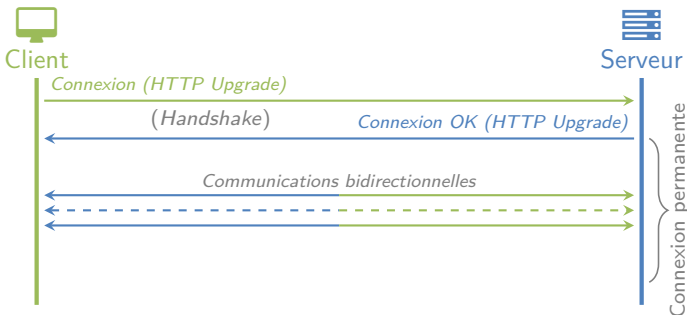 Client
Serveur
Connexion (HTTP Upgrade)
(Handshake)
Connexion OK (HTTP Upgrade)
Communications bidirectionnelles
Connexion permanente